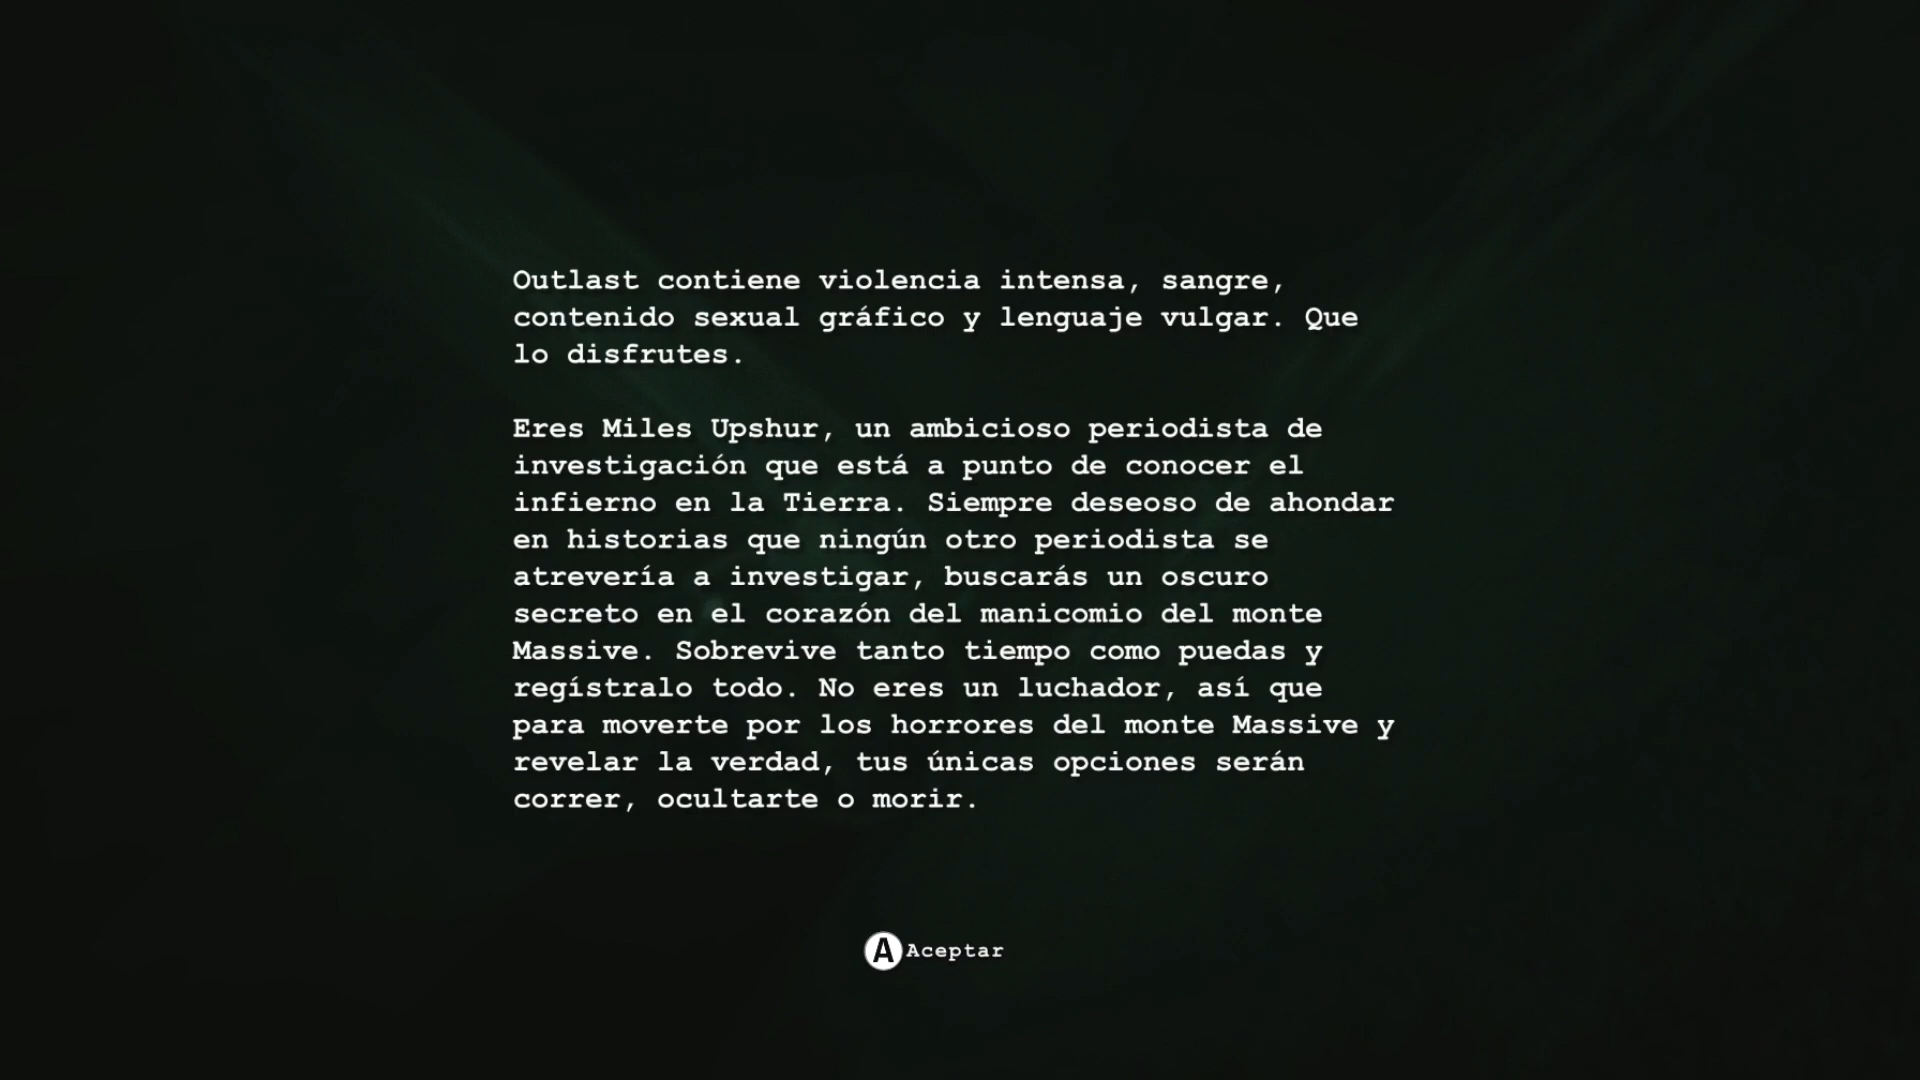 Outlast contiene violencia intensa, sangre,
contenido sexual gráfico y lenguaje vulgar. Que
lo disfrutes.
Eres Miles Upshur, un ambicioso periodista de
investigación que está a punto de conocer el
infierno en la Tierra. Siempre deseoso de ahondar
en historias que ningún otro periodista se
atrevería a investigar, buscarás un oscuro
secreto en el corazón del manicomio del monte
Massive. Sobrevive tanto tiempo como puedas y
regístralo todo. No eres un luchador, así que
para moverte por los horrores del monte Massive y
revelar la verdad, tus únicas opciones serán
correr, ocultarte o morir.
A Aceptar